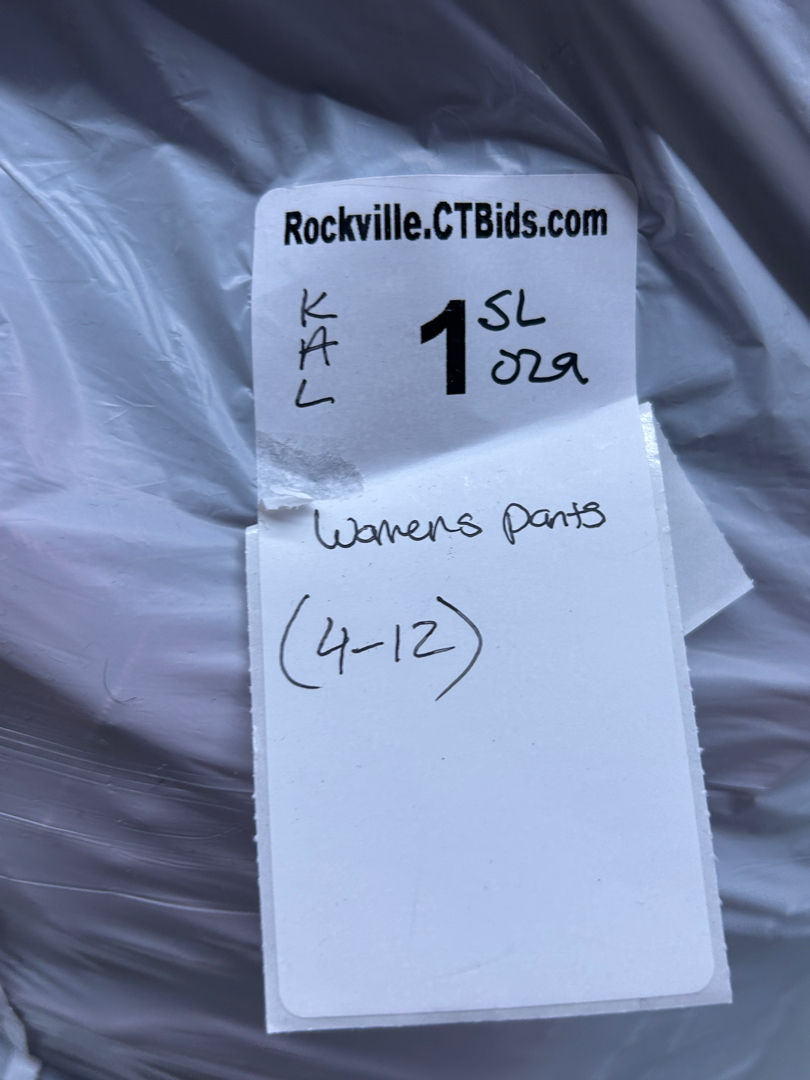 Rockville.CTBids.com
K
A
L
1
SL
029
Womens pants
(4-12)